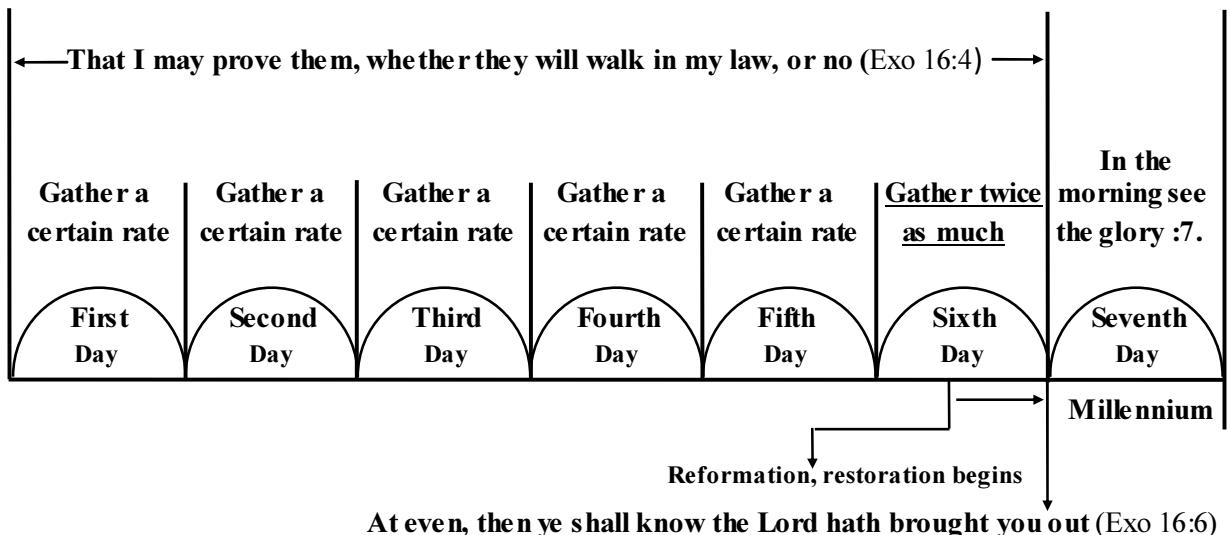 That I may prove them, whether they will walk in my law, or no (Exo 16:4)
Gather a
certain rate
Gather a
certain rate
Gather a
certain rate
Gather a
certain rate
Gather a
certain rate
Gather twice
as much
In the
morning see
the glory :7.
First
Day
Second
Day
Third
Day
Fourth
Day
Fifth
Day
Sixth
Day
Seventh
Day
Millennium
Reformation, restoration begins
At even, then ye shall know the Lord hath brought you out (Exo 16:6)